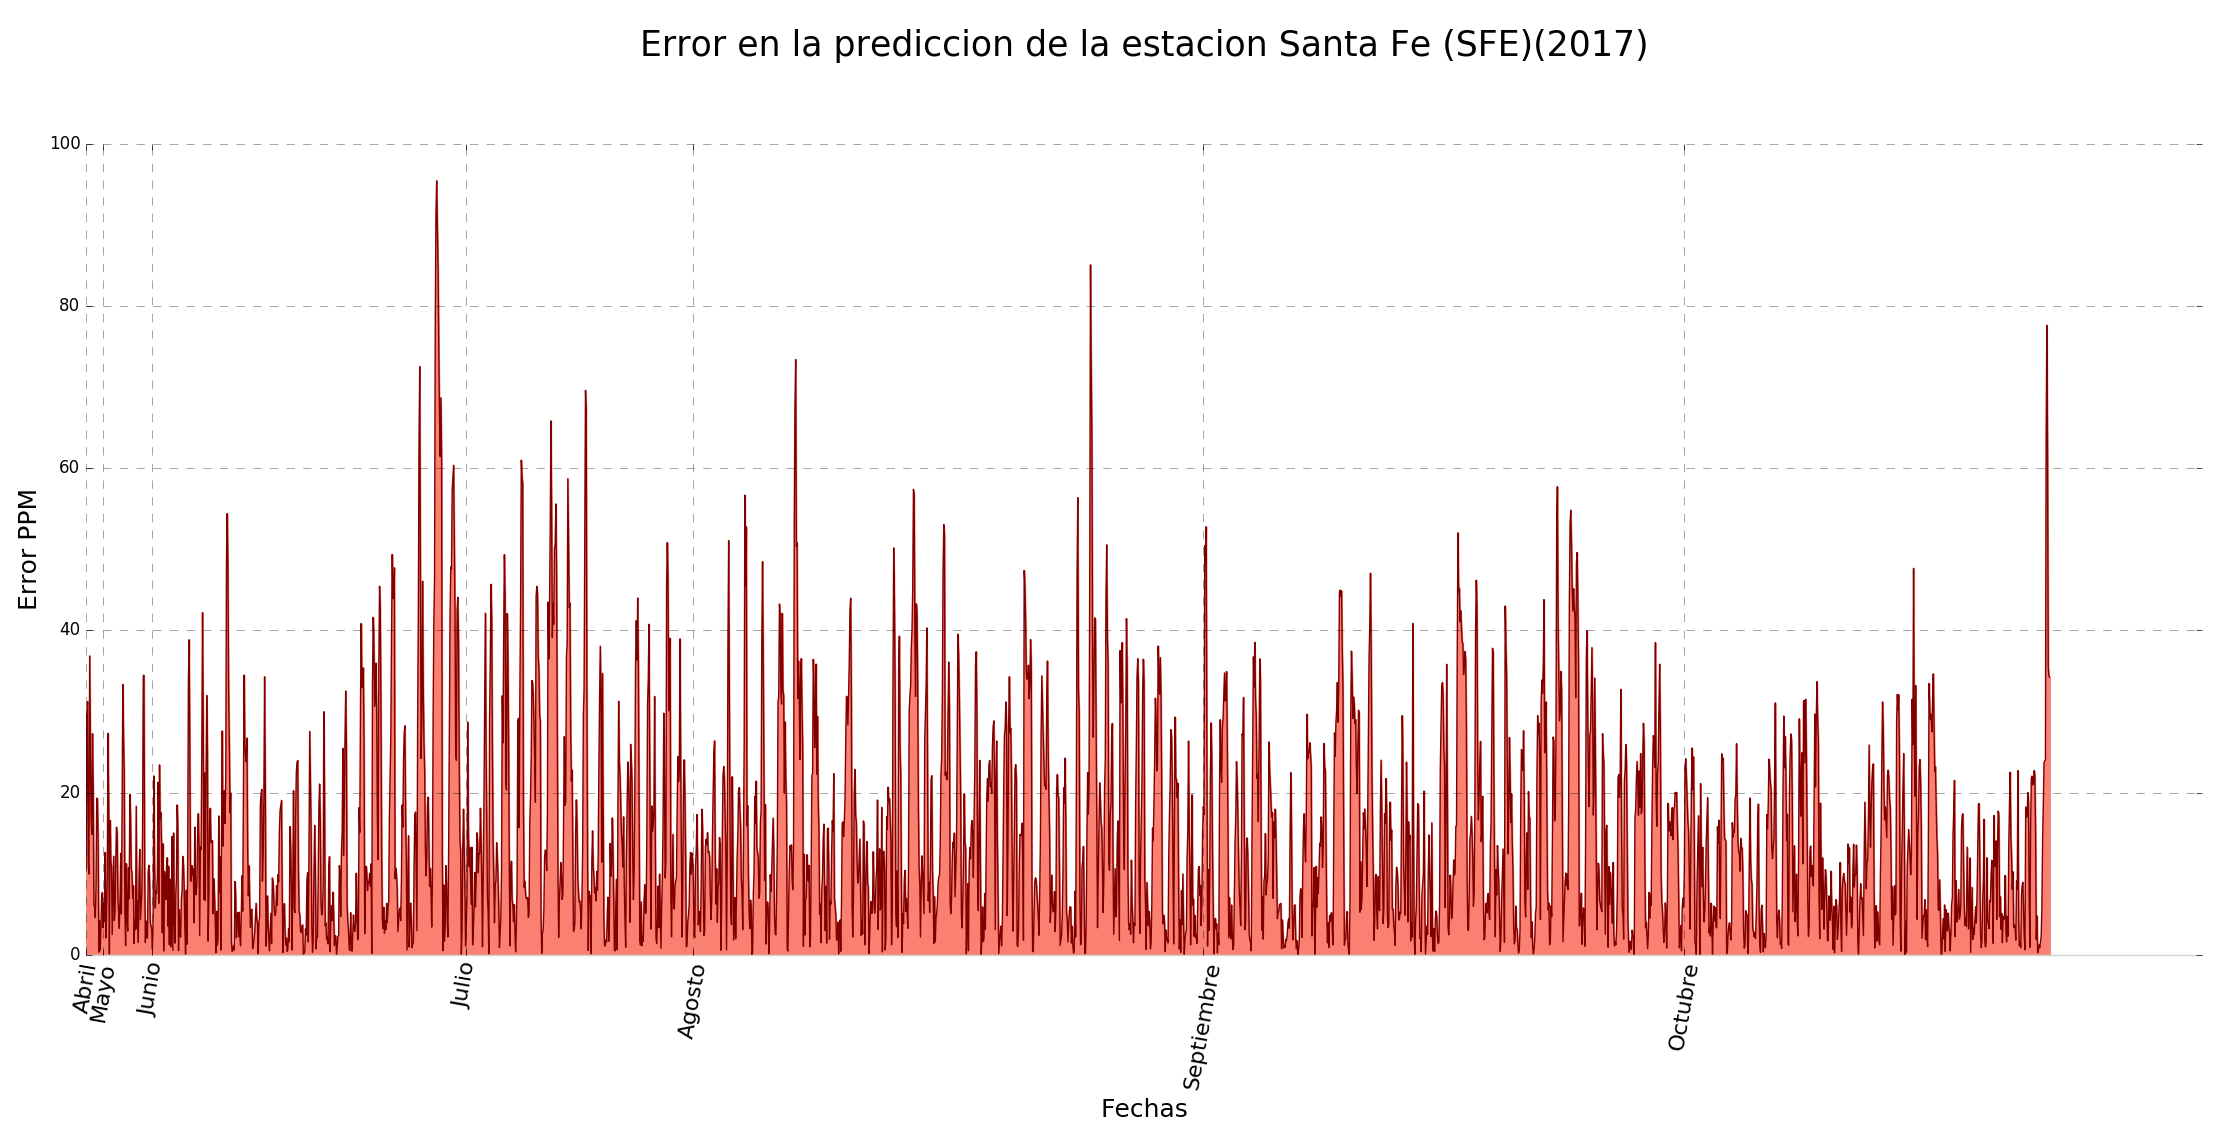 Error en la prediccion de la estacion Santa Fe (SFE)(2017)
100
80
60
40
20
0
Error PPM
Abril
Mayo
Junio
Julio
Agosto
Septiembre
Octubre
Fechas